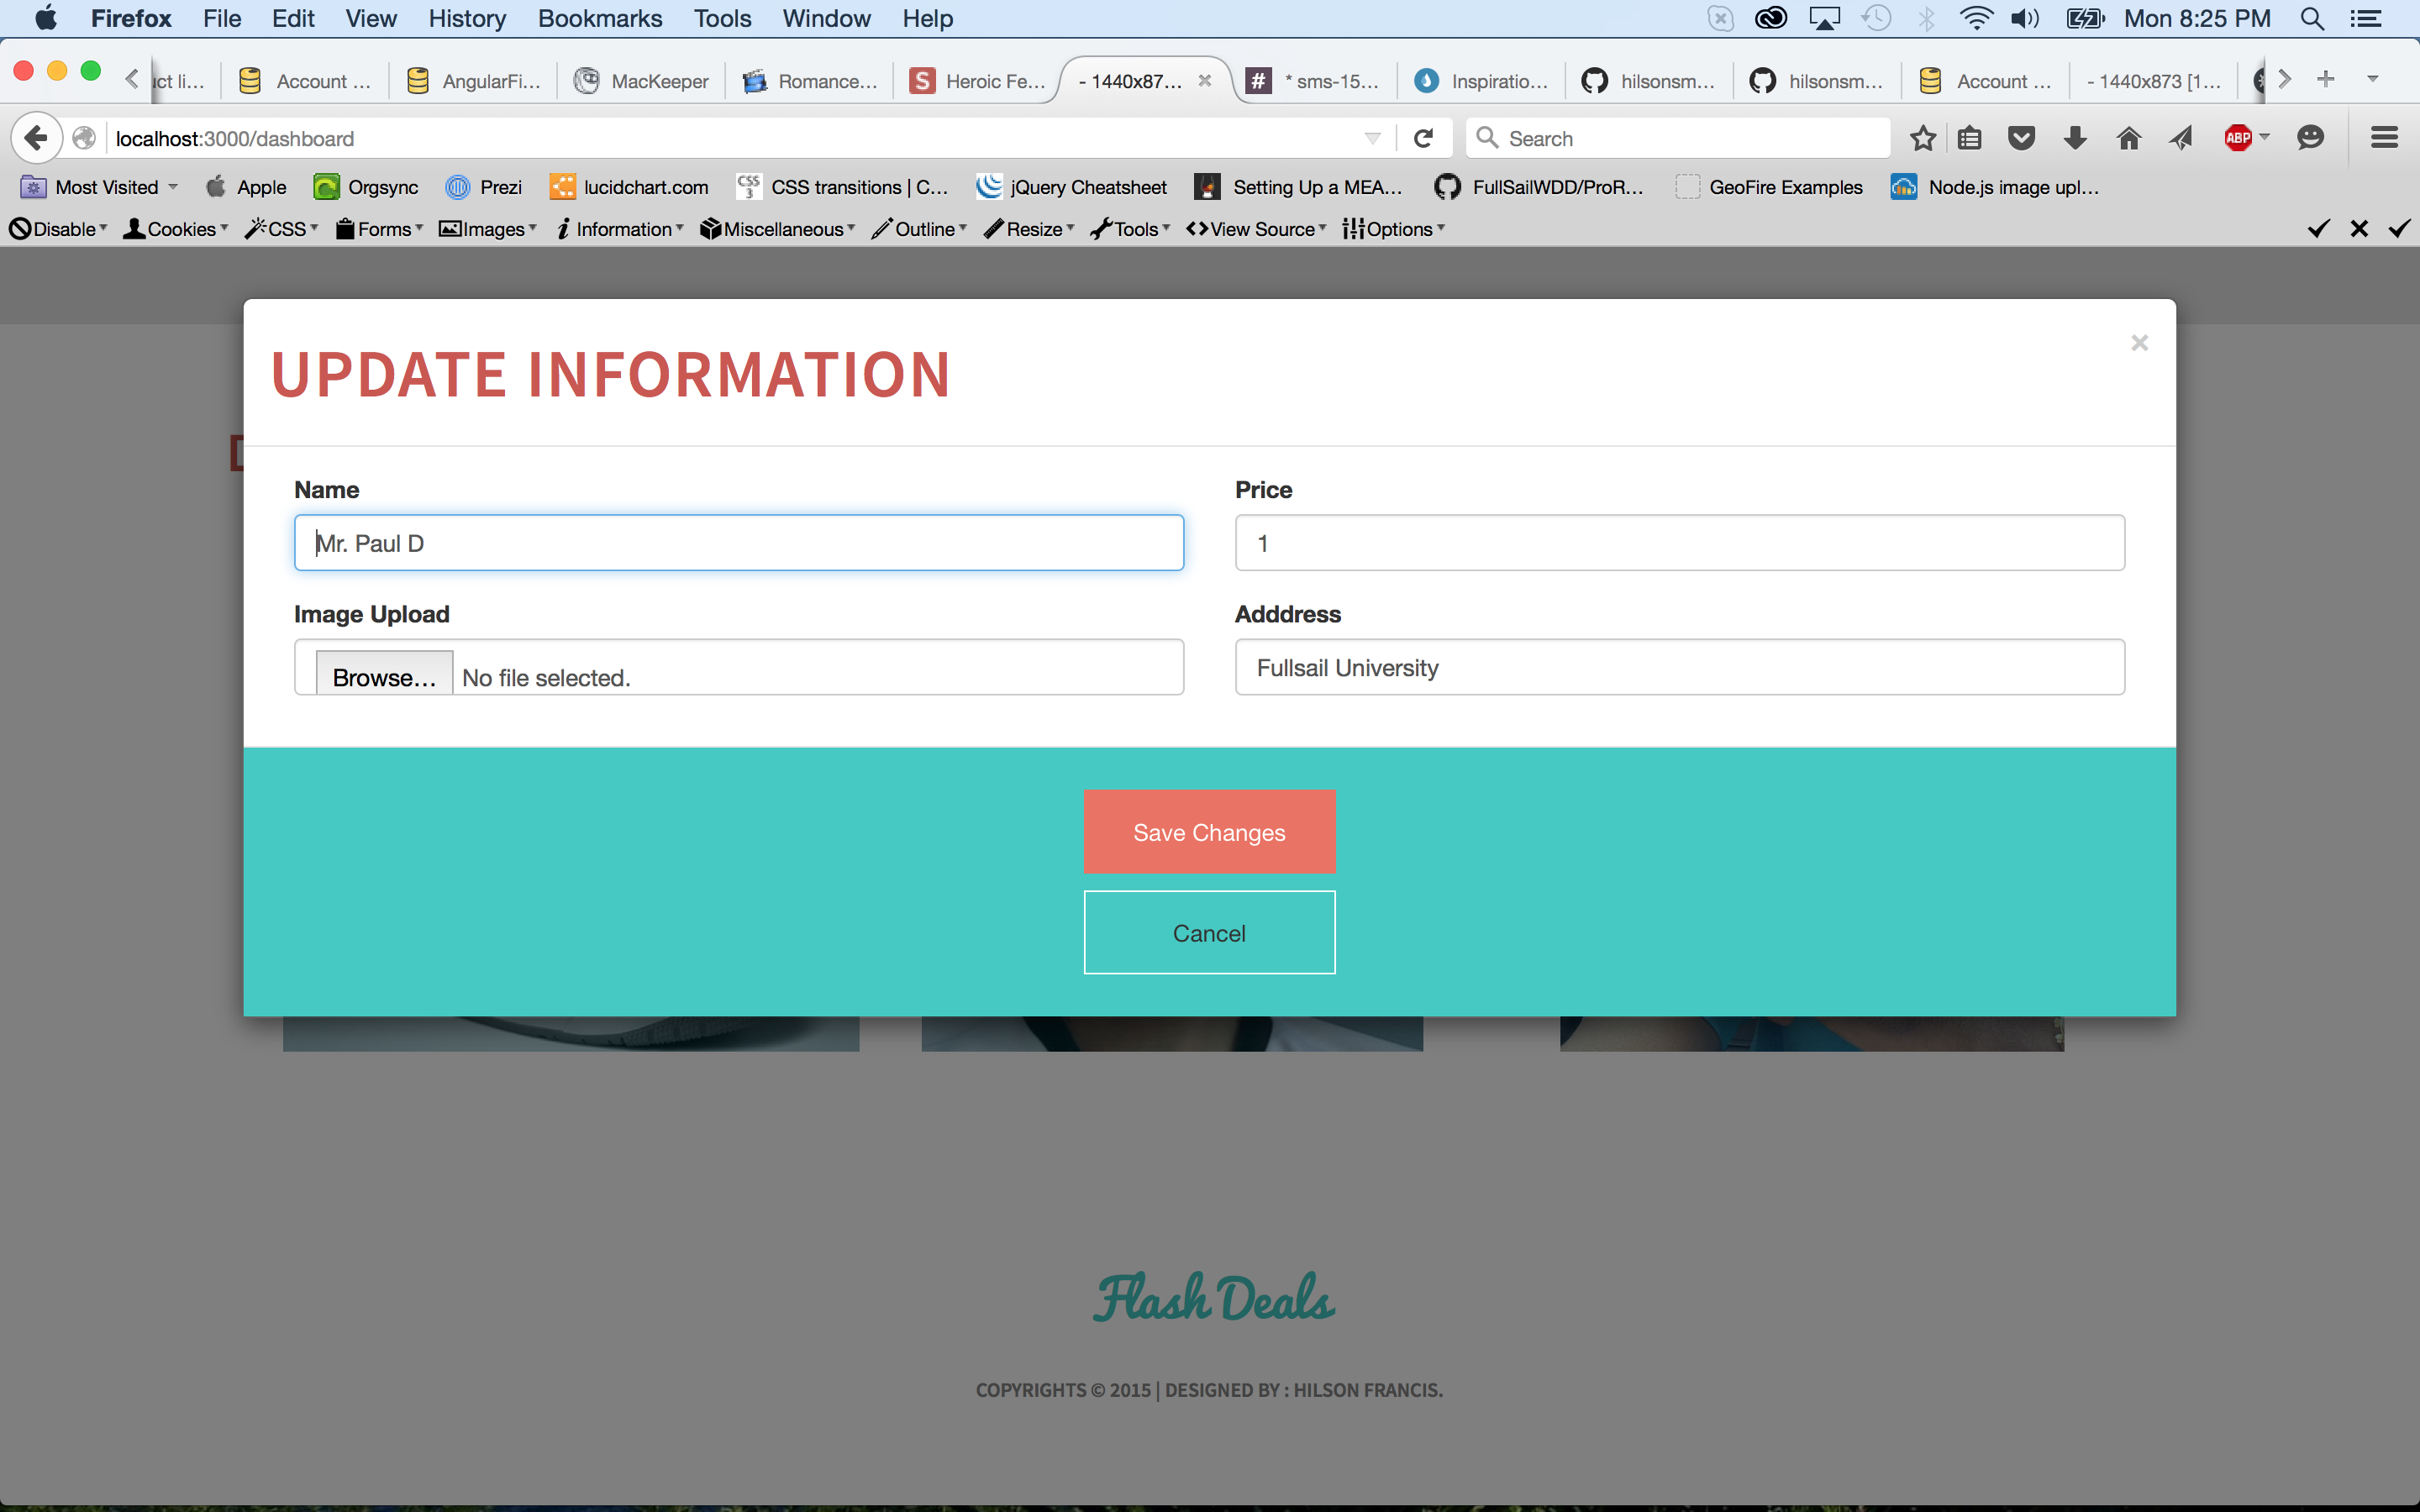 Firefox File Edit View History Bookmarks Tools Window Help Mon 8:25 PM
ct li... Account ... AngularFi... MacKeeper Romance... S Heroic Fe... - 1440x87... # * sms-15... Inspiratio... hilsonsm... hilsonsm... Account ... - 1440x873 [1...
localhost:3000/dashboard Search ABP
Most Visited Apple Orgsync Prezi lucidchart.com CSS 3 CSS transitions | C... jQuery Cheatsheet Setting Up a MEA... FullSailWDD/ProR... GeoFire Examples Node.js image upl...
Disable Cookies CSS Forms Images Information Miscellaneous Outline Resize Tools View Source Options
×
UPDATE INFORMATION
Name Price
Mr. Paul D 1
Image Upload Adddress
Browse... No file selected. Fullsail University
Save Changes
Cancel
Flash Deals
COPYRIGHTS © 2015 | DESIGNED BY : HILSON FRANCIS.